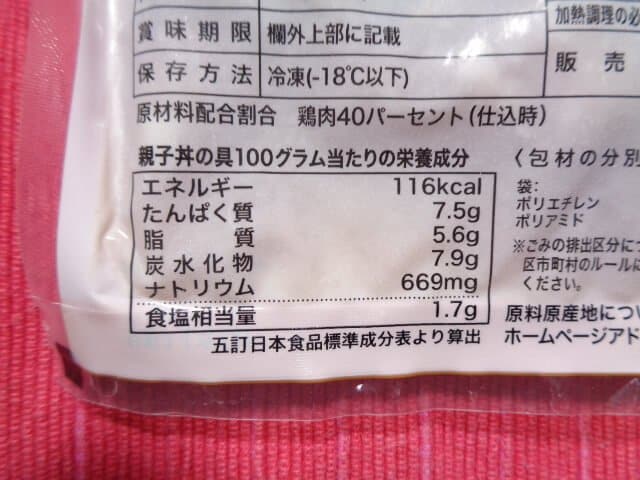 加熱調理の必
賞味期限 欄外上部に記載
保存方法 冷凍(-18℃以下)
販売
原材料配合割合 鶏肉40パーセント(仕込時)
親子丼の具100グラム当たりの栄養成分
エネルギー 116kcal
たんぱく質 7.5g
脂質 5.6g
炭水化物 7.9g
ナトリウム 669mg
食塩相当量 1.7g
五訂日本食品標準成分表より算出
〈包材の分別
袋:
ポリエチレン
ポリアミド
※ごみの排出区分につ
区市町村のルールに
ください。
原料原産地につい
ホームページアド